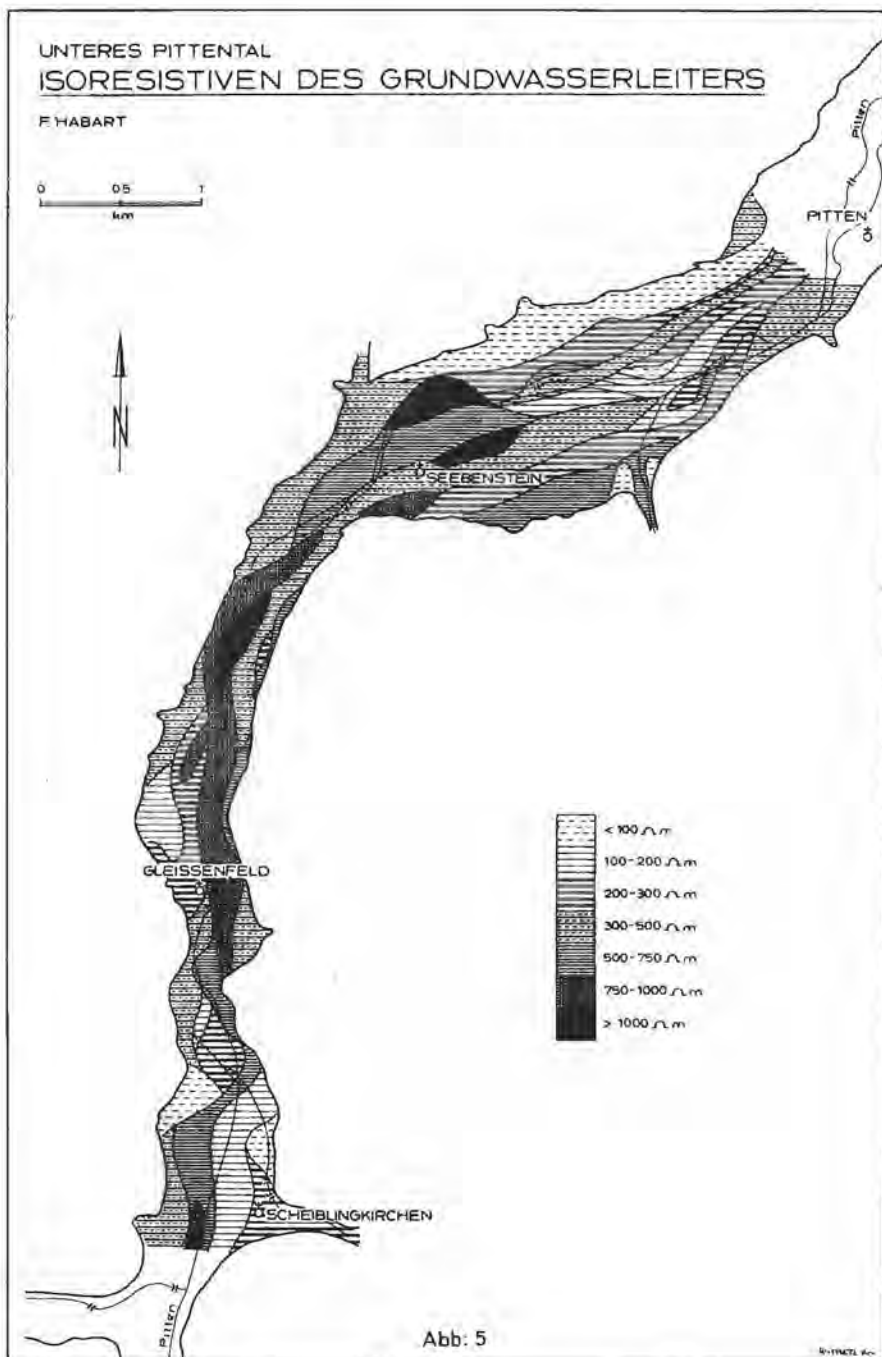 UNTERES PITTENTAL
ISORESISTIVEN DES GRUNDWASSERLEITERS
F. HABART
0 0.5 1
km
Pitten
PITTEN
N
SEEBENSTEIN
< 100 Ω m
100-200 Ω m
GLEISSENFELD
200-300 Ω m
300-500 Ω m
500-750 Ω m
750-1000 Ω m
> 1000 Ω m
SCHEIBLINGKIRCHEN
Pitten
Abb: 5